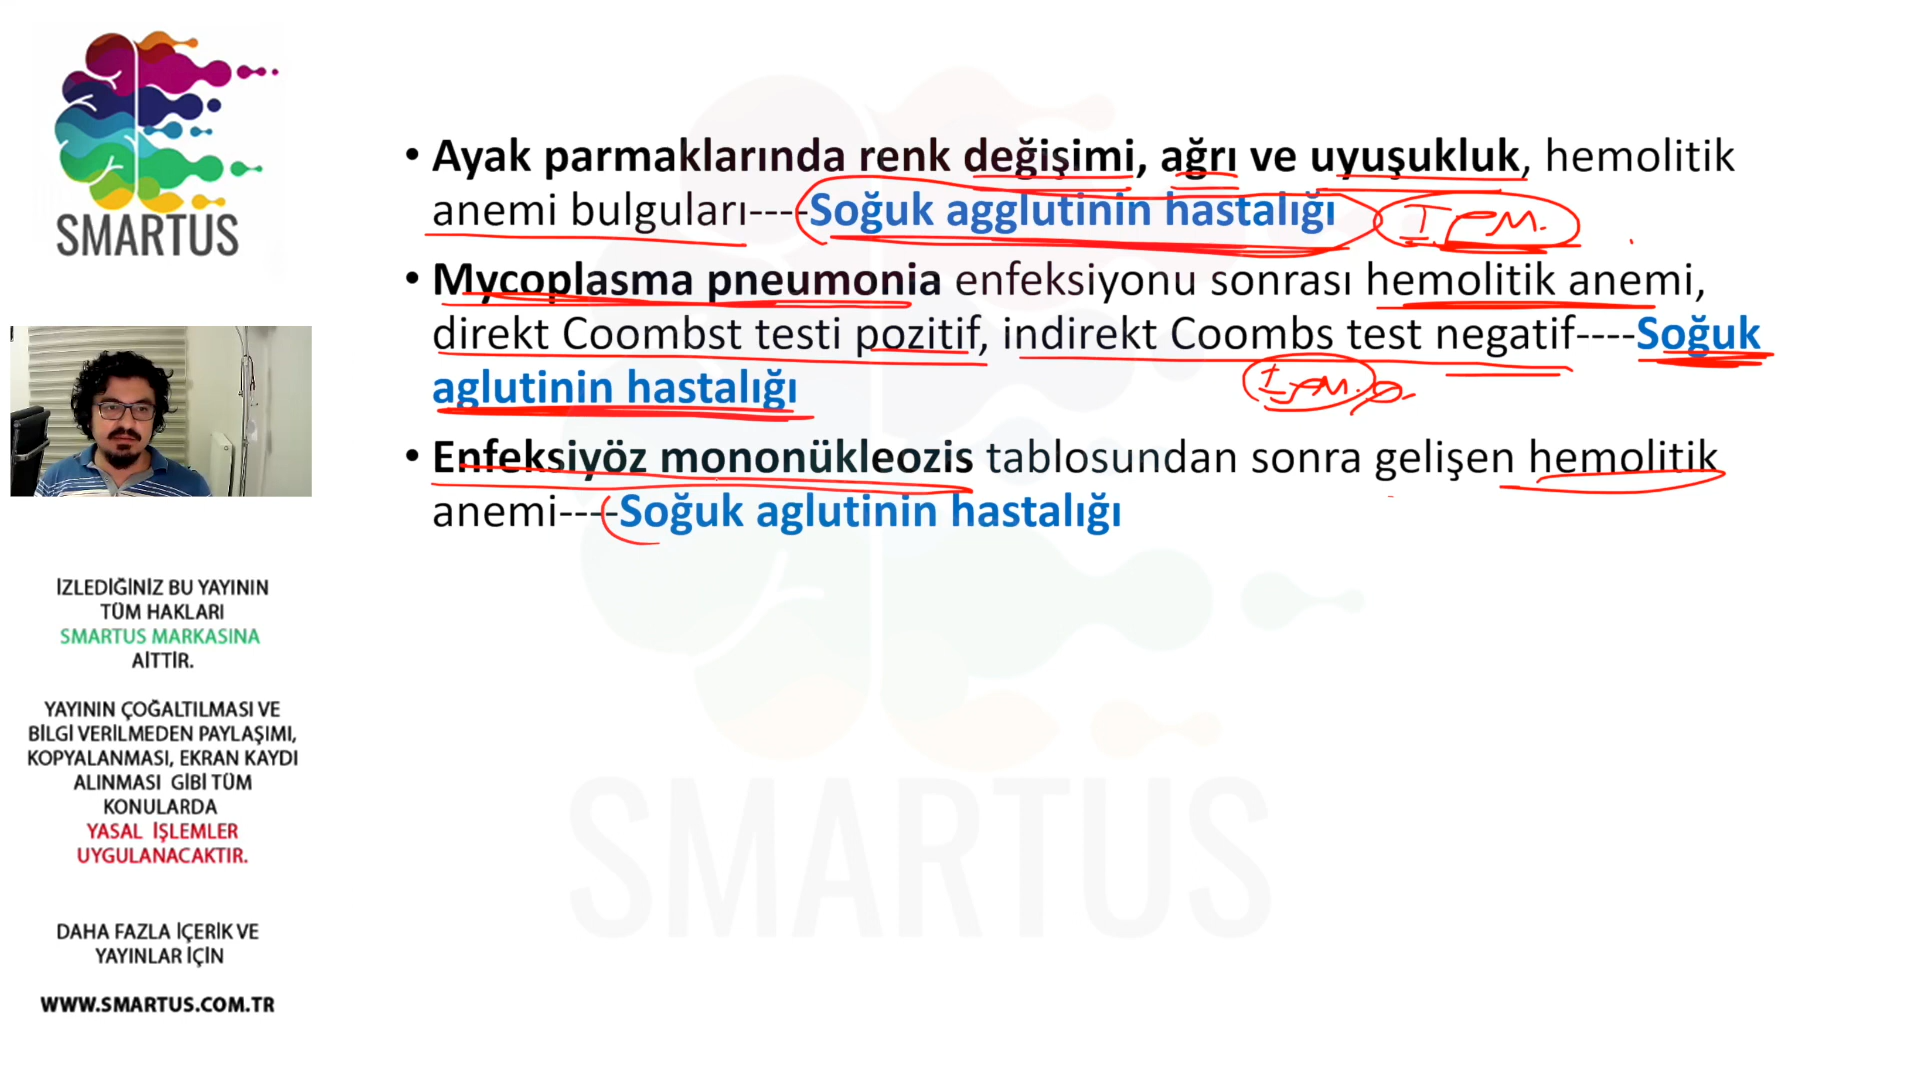 SMARTUS
• Ayak parmaklarında renk değişimi, ağrı ve uyuşukluk, hemolitik
anemi bulguları----Soğuk agglutinin hastalığı
• Mycoplasma pneumonia enfeksiyonu sonrası hemolitik anemi,
direkt Coombst testi pozitif, indirekt Coombs test negatif----Soğuk
aglutinin hastalığı
• Enfeksiyöz mononükleozis tablosundan sonra gelişen hemolitik
anemi----Soğuk aglutinin hastalığı
İZLEDİĞİNİZ BU YAYININ
TÜM HAKLARI
SMARTUS MARKASINA
AİTTİR.
YAYININ ÇOĞALTILMASI VE
BİLGİ VERİLMEDEN PAYLAŞIMI,
KOPYALANMASI, EKRAN KAYDI
ALINMASI GİBİ TÜM
KONULARDA
YASAL İŞLEMLER
UYGULANACAKTIR.
DAHA FAZLA İÇERİK VE
YAYINLAR İÇİN
WWW.SMARTUS.COM.TR
SMARTUS